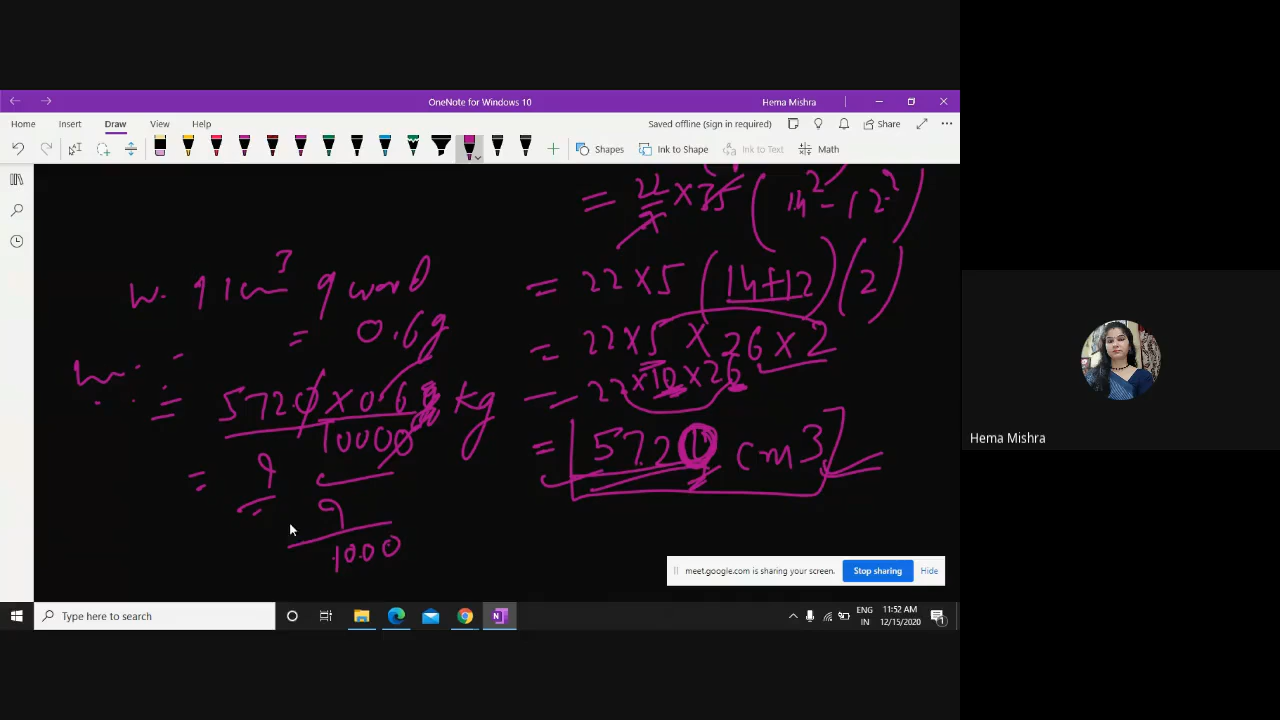 OneNote for Windows 10
Hema Mishra
Home Insert Draw View Help
Saved offline (sign in required)
Share
Shapes
Ink to Shape
Ink to Text
Math
= 22/7 × 35 (14² - 12²)
= 22 × 5 (14+12)(2)
= 22 × 5 × 26 × 2
= 22 × 10 × 26
= 5720 cm3
W. of 1 cm³
= 0.6g
= 5720 × 0.6 kg
10000
= g
g
1000
Hema Mishra
meet.google.com is sharing your screen.
Stop sharing
Hide
Type here to search
ENG
IN
11:52 AM
12/15/2020
1